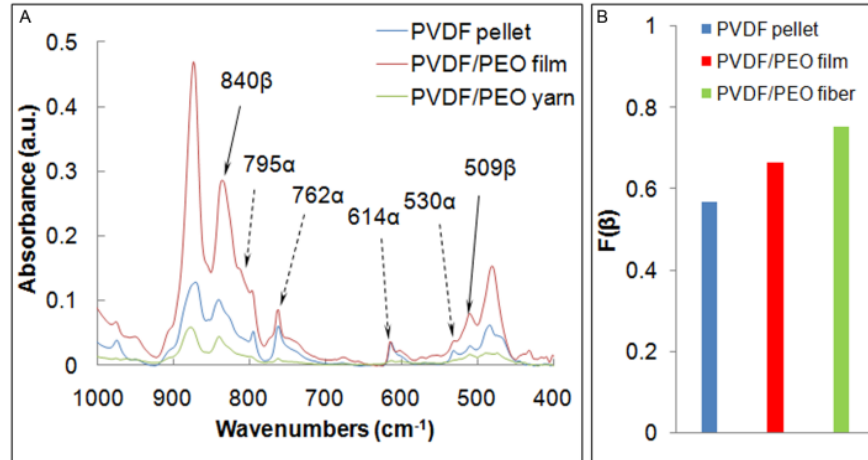 A
PVDF pellet
PVDF/PEO film
PVDF/PEO yarn
840β
795α
762α
614α
530α
509β
0.5
0.4
0.3
0.2
0.1
0
Absorbance (a.u.)
1000 900 800 700 600 500 400
Wavenumbers (cm⁻¹)
B
PVDF pellet
PVDF/PEO film
PVDF/PEO fiber
1
0.8
0.6
0.4
0.2
0
F(β)